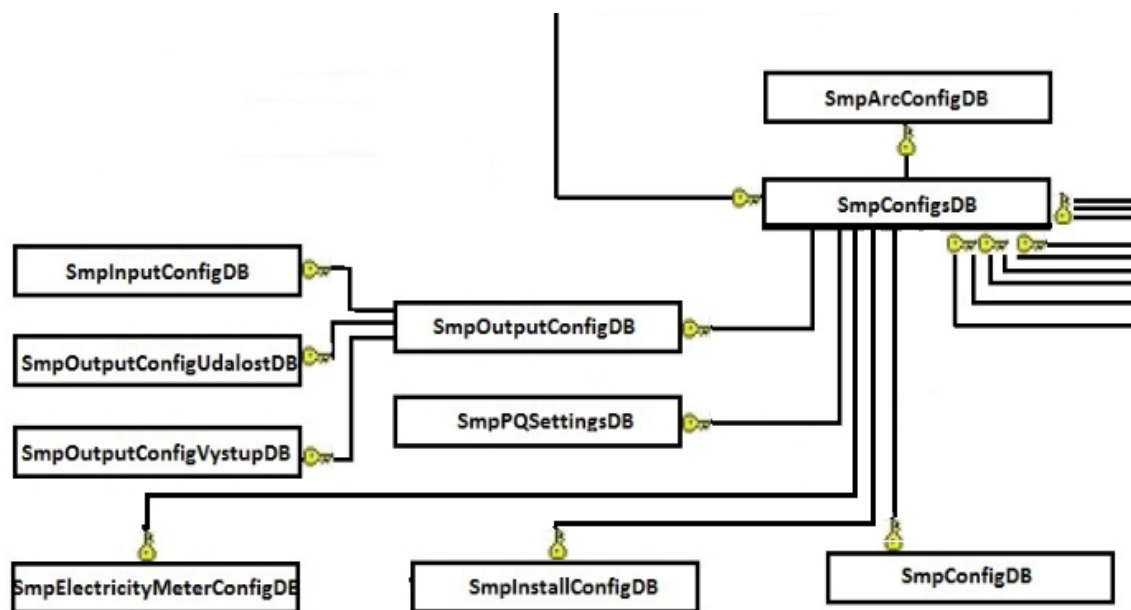 SmpArcConfigDB
SmpConfigsDB
SmpInputConfigDB
SmpOutputConfigDB
SmpOutputConfigUdalostDB
SmpPQSettingsDB
SmpOutputConfigVystupDB
SmpElectricityMeterConfigDB
SmpInstallConfigDB
SmpConfigDB